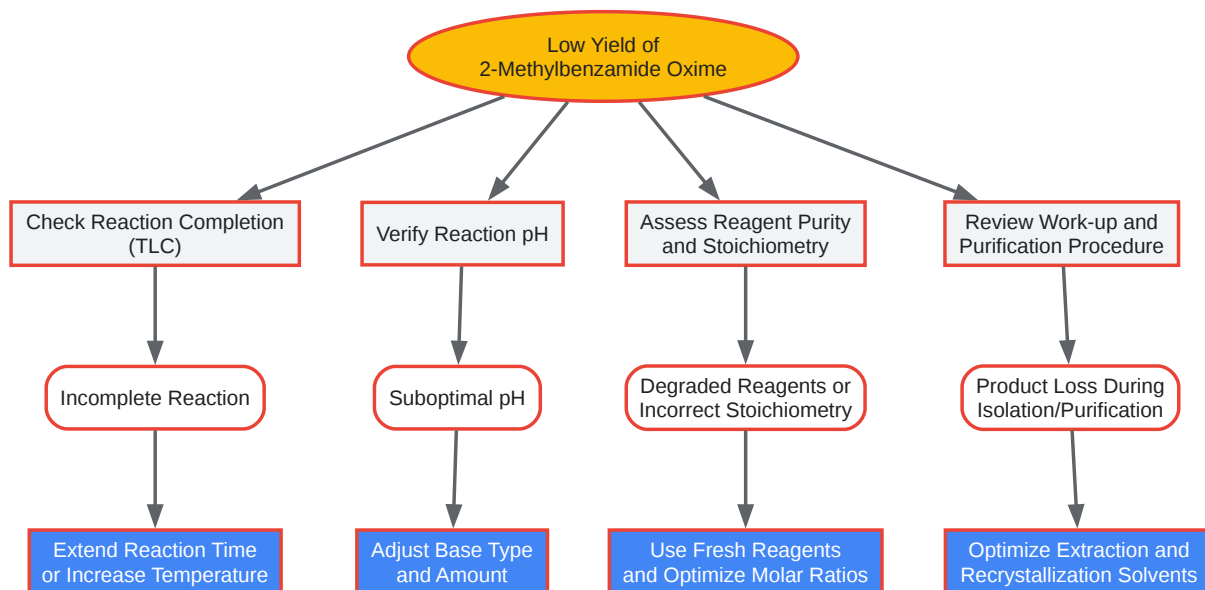 Low Yield of
2-Methylbenzamide Oxime
Check Reaction Completion
(TLC)
Verify Reaction pH
Assess Reagent Purity
and Stoichiometry
Review Work-up and
Purification Procedure
Incomplete Reaction
Suboptimal pH
Degraded Reagents or
Incorrect Stoichiometry
Product Loss During
Isolation/Purification
Extend Reaction Time
or Increase Temperature
Adjust Base Type
and Amount
Use Fresh Reagents
and Optimize Molar Ratios
Optimize Extraction and
Recrystallization Solvents